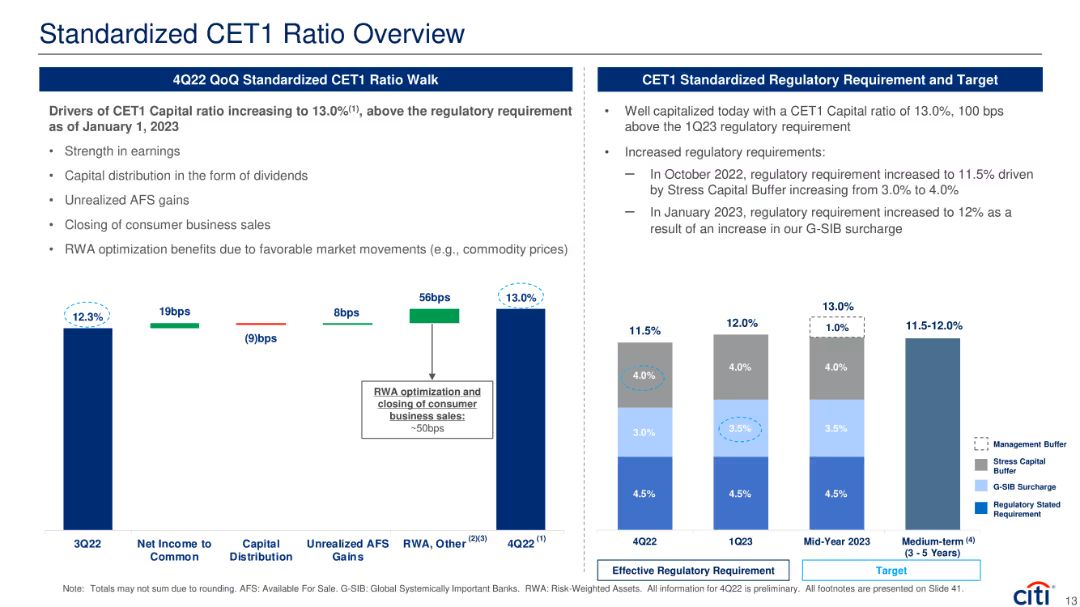 Standardized CET1 Ratio Overview
4Q22 QoQ Standardized CET1 Ratio Walk
Drivers of CET1 Capital ratio increasing to 13.0%(1), above the regulatory requirement
as of January 1, 2023
• Strength in earnings
• Capital distribution in the form of dividends
• Unrealized AFS gains
• Closing of consumer business sales
• RWA optimization benefits due to favorable market movements (e.g., commodity prices)
12.3%
19bps
(9)bps
8bps
56bps
13.0%
RWA optimization and
closing of consumer
business sales:
~50bps
3Q22
Net Income to
Common
Capital
Distribution
Unrealized AFS
Gains
RWA, Other (2)(3)
4Q22 (1)
CET1 Standardized Regulatory Requirement and Target
• Well capitalized today with a CET1 Capital ratio of 13.0%, 100 bps
above the 1Q23 regulatory requirement
• Increased regulatory requirements:
– In October 2022, regulatory requirement increased to 11.5% driven
by Stress Capital Buffer increasing from 3.0% to 4.0%
– In January 2023, regulatory requirement increased to 12% as a
result of an increase in our G-SIB surcharge
11.5%
4.0%
3.0%
4.5%
12.0%
4.0%
3.5%
4.5%
13.0%
1.0%
4.0%
3.5%
4.5%
11.5-12.0%
Management Buffer
Stress Capital
Buffer
G-SIB Surcharge
Regulatory Stated
Requirement
4Q22
1Q23
Mid-Year 2023
Medium-term (4)
(3 - 5 Years)
Effective Regulatory Requirement
Target
Note: Totals may not sum due to rounding. AFS: Available For Sale. G-SIB: Global Systemically Important Banks. RWA: Risk-Weighted Assets. All information for 4Q22 is preliminary. All footnotes are presented on Slide 41.
citi
13